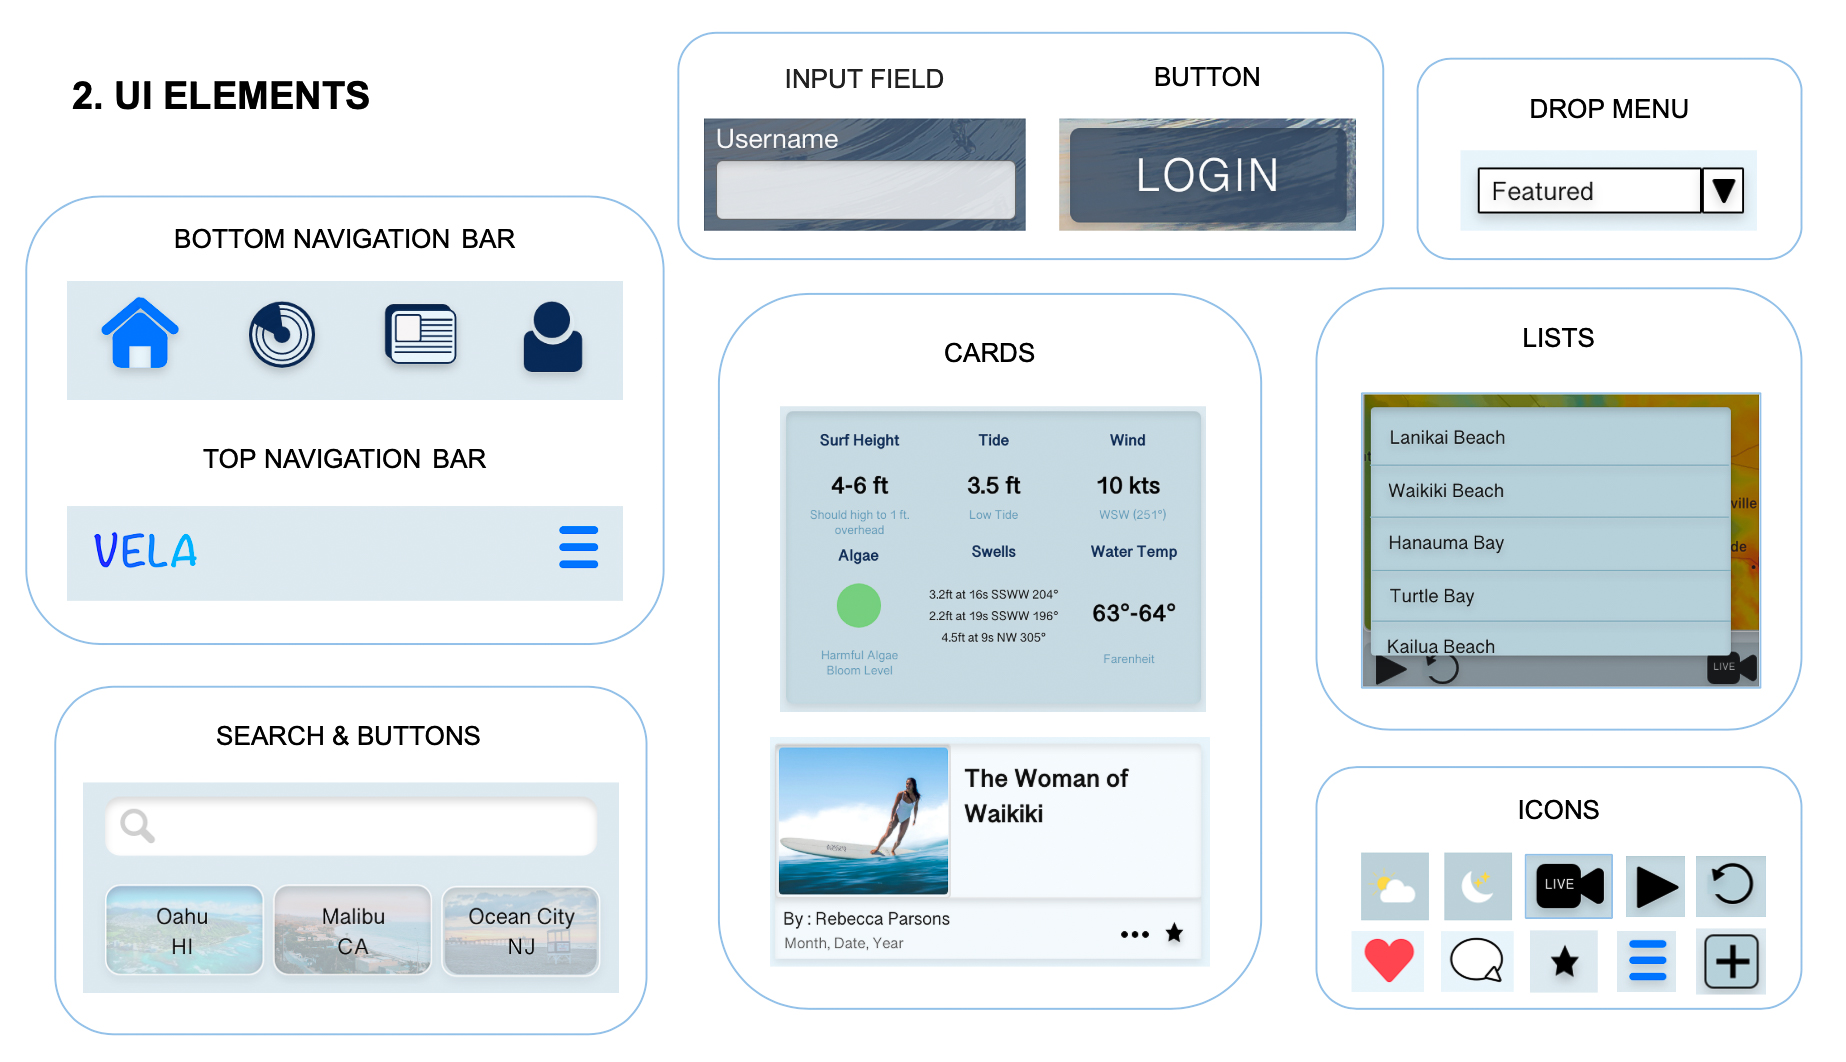 2. UI ELEMENTS
INPUT FIELD
Username
BUTTON
LOGIN
DROP MENU
Featured
BOTTOM NAVIGATION BAR
TOP NAVIGATION BAR
VELA
SEARCH & BUTTONS
Oahu
HI
Malibu
CA
Ocean City
NJ
CARDS
Surf Height
4-6 ft
Should high to 1 ft.
overhead
Tide
3.5 ft
Low Tide
Wind
10 kts
WSW (251°)
Algae
Harmful Algae
Bloom Level
Swells
3.2ft at 16s SSWW 204°
2.2ft at 19s SSWW 196°
4.5ft at 9s NW 305°
Water Temp
63°-64°
Farenheit
The Woman of
Waikiki
By : Rebecca Parsons
Month, Date, Year
LISTS
Lanikai Beach
Waikiki Beach
Hanauma Bay
Turtle Bay
Kailua Beach
ville
de
LIVE
ICONS
LIVE